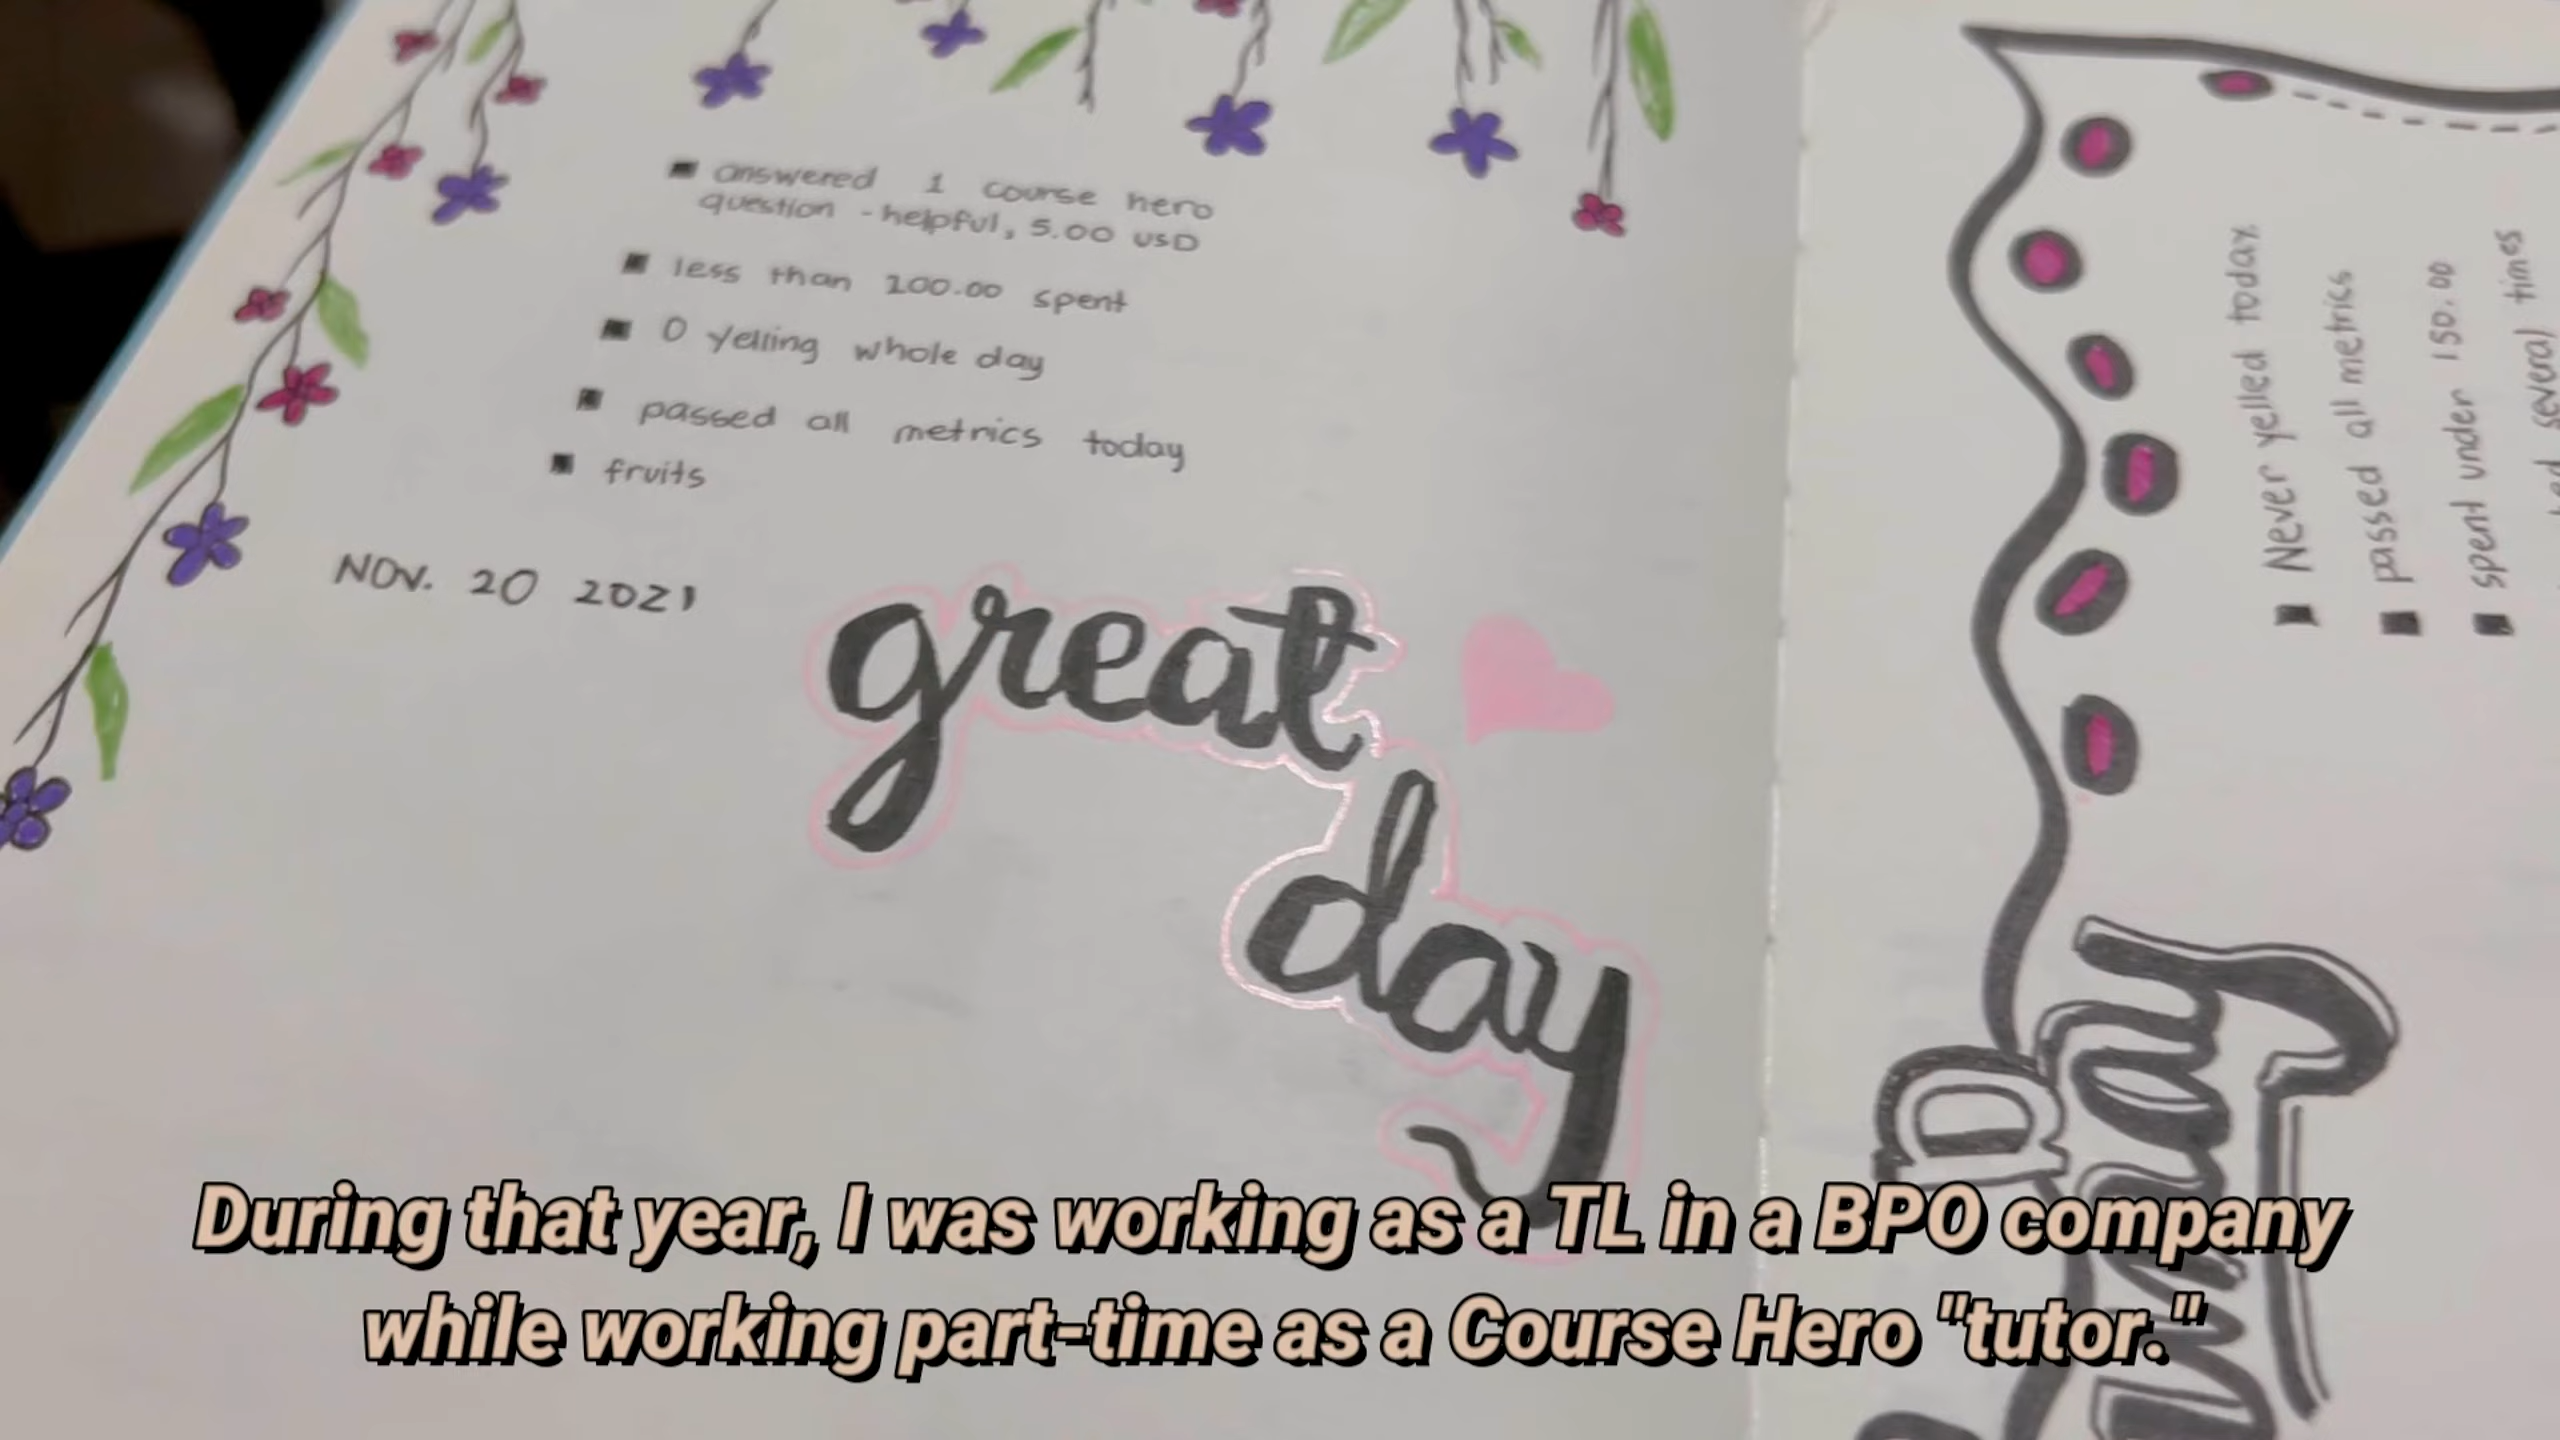 answered 1 course hero
question - helpful, 5.00 USD
less than 200.00 spent
0 yelling whole day
passed all metrics today
fruits
NOV. 20 2021
great
day
Never yelled today
passed all metrics
spent under 150.00
several times
During that year, I was working as a TL in a BPO company
while working part-time as a Course Hero "tutor."